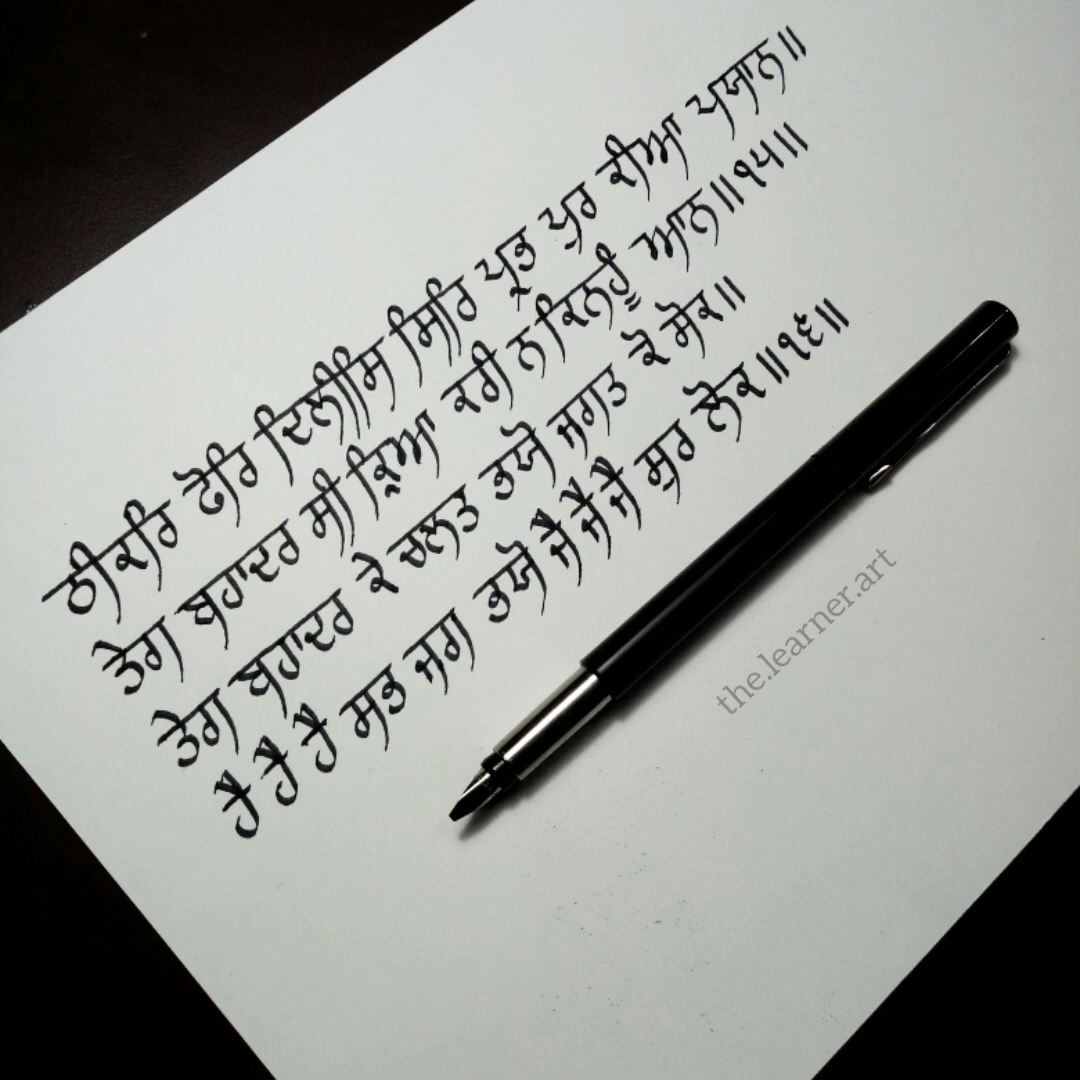 ਠੀਕਰਿ ਫੋਰਿ ਦਿਲੀਸਿ ਸਿਰਿ ਪ੍ਰਭ ਪੁਰ ਕੀਆ ਪਯਾਨ॥
ਤੇਗ ਬਹਾਦਰ ਸੀ ਕ੍ਰਿਆ ਕਰੀ ਨ ਕਿਨਹੂੰ ਆਨ॥੧੫॥
ਤੇਗ ਬਹਾਦਰ ਕੇ ਚਲਤ ਭਯੋ ਜਗਤ ਕੋ ਸੋਕ॥
ਹੈ ਹੈ ਹੈ ਸਭ ਜਗ ਭਯੋ ਜੈ ਜੈ ਜੈ ਸੁਰ ਲੋਕ॥੧੬॥
the.learner.art